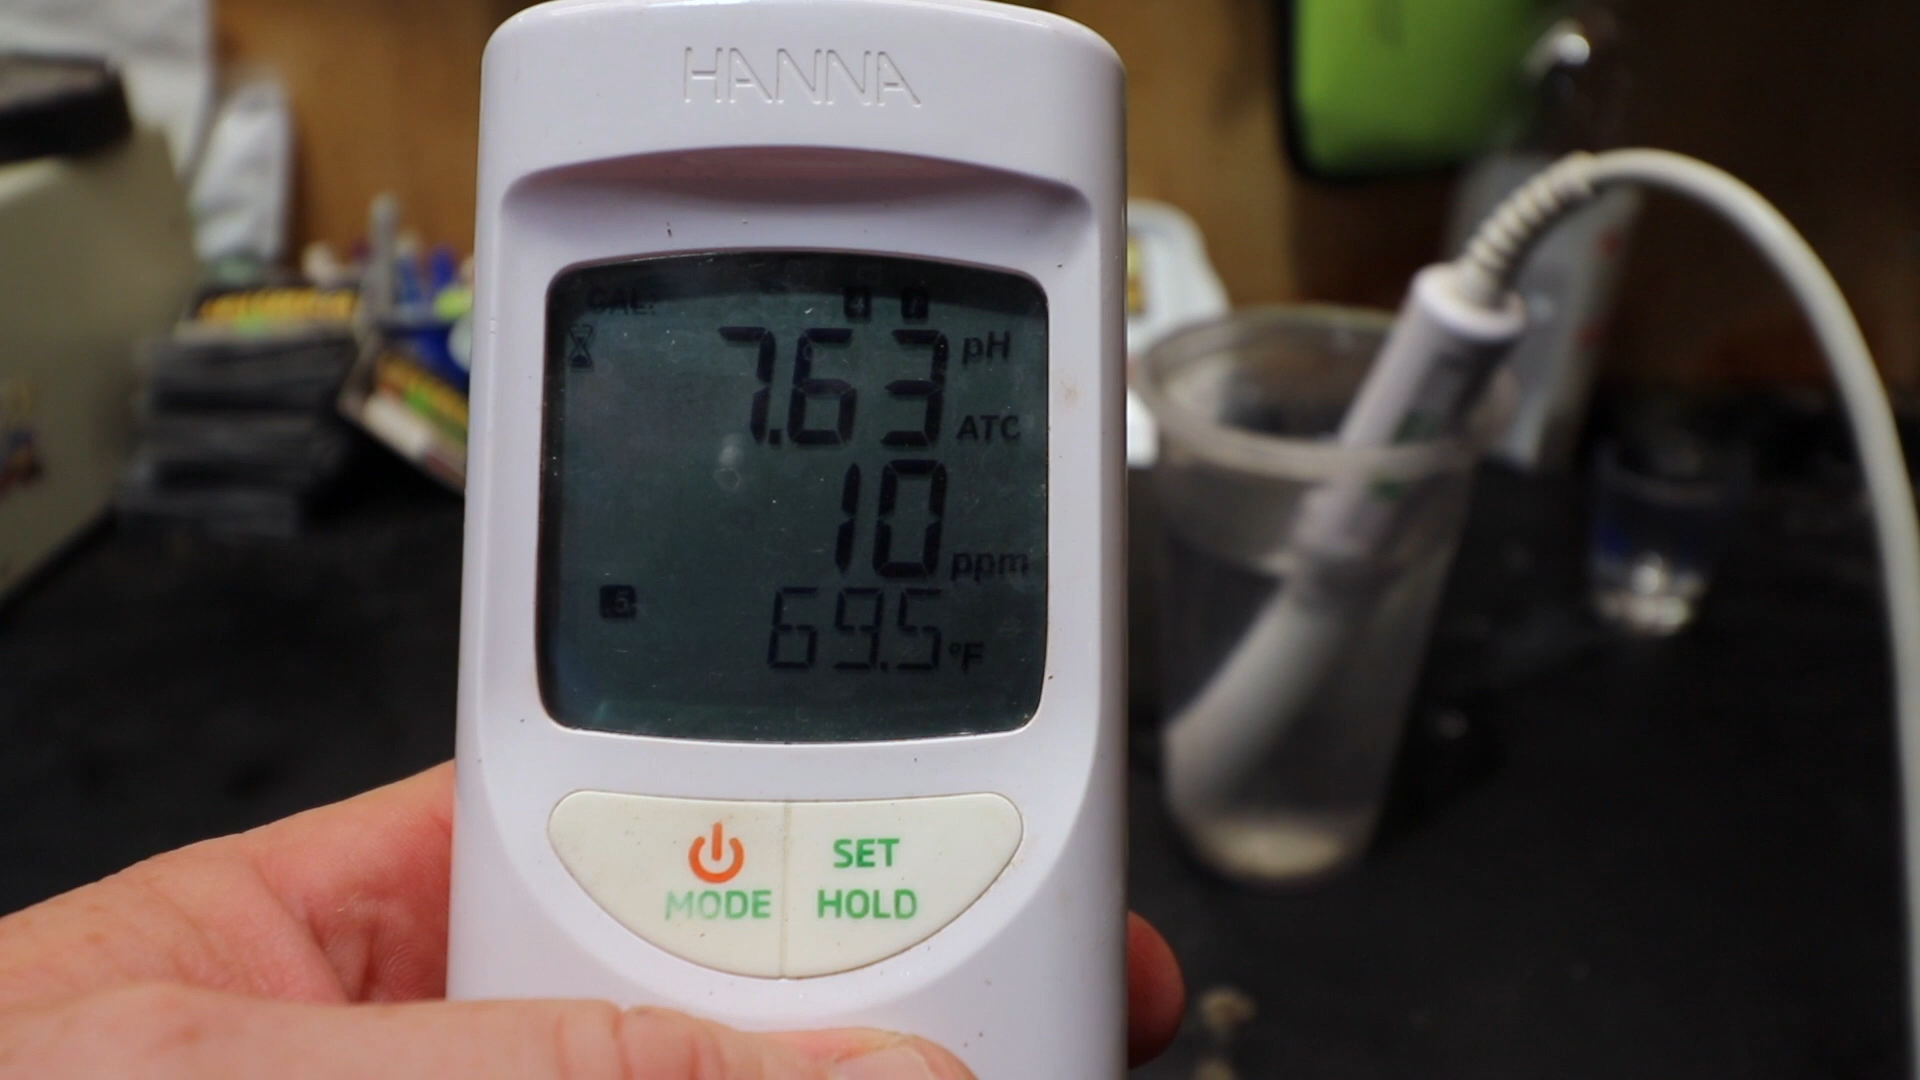 HANNA
CAL.
4 7
7.63 pH
ATC
10 ppm
.5
69.5 °F
MODE
SET
HOLD